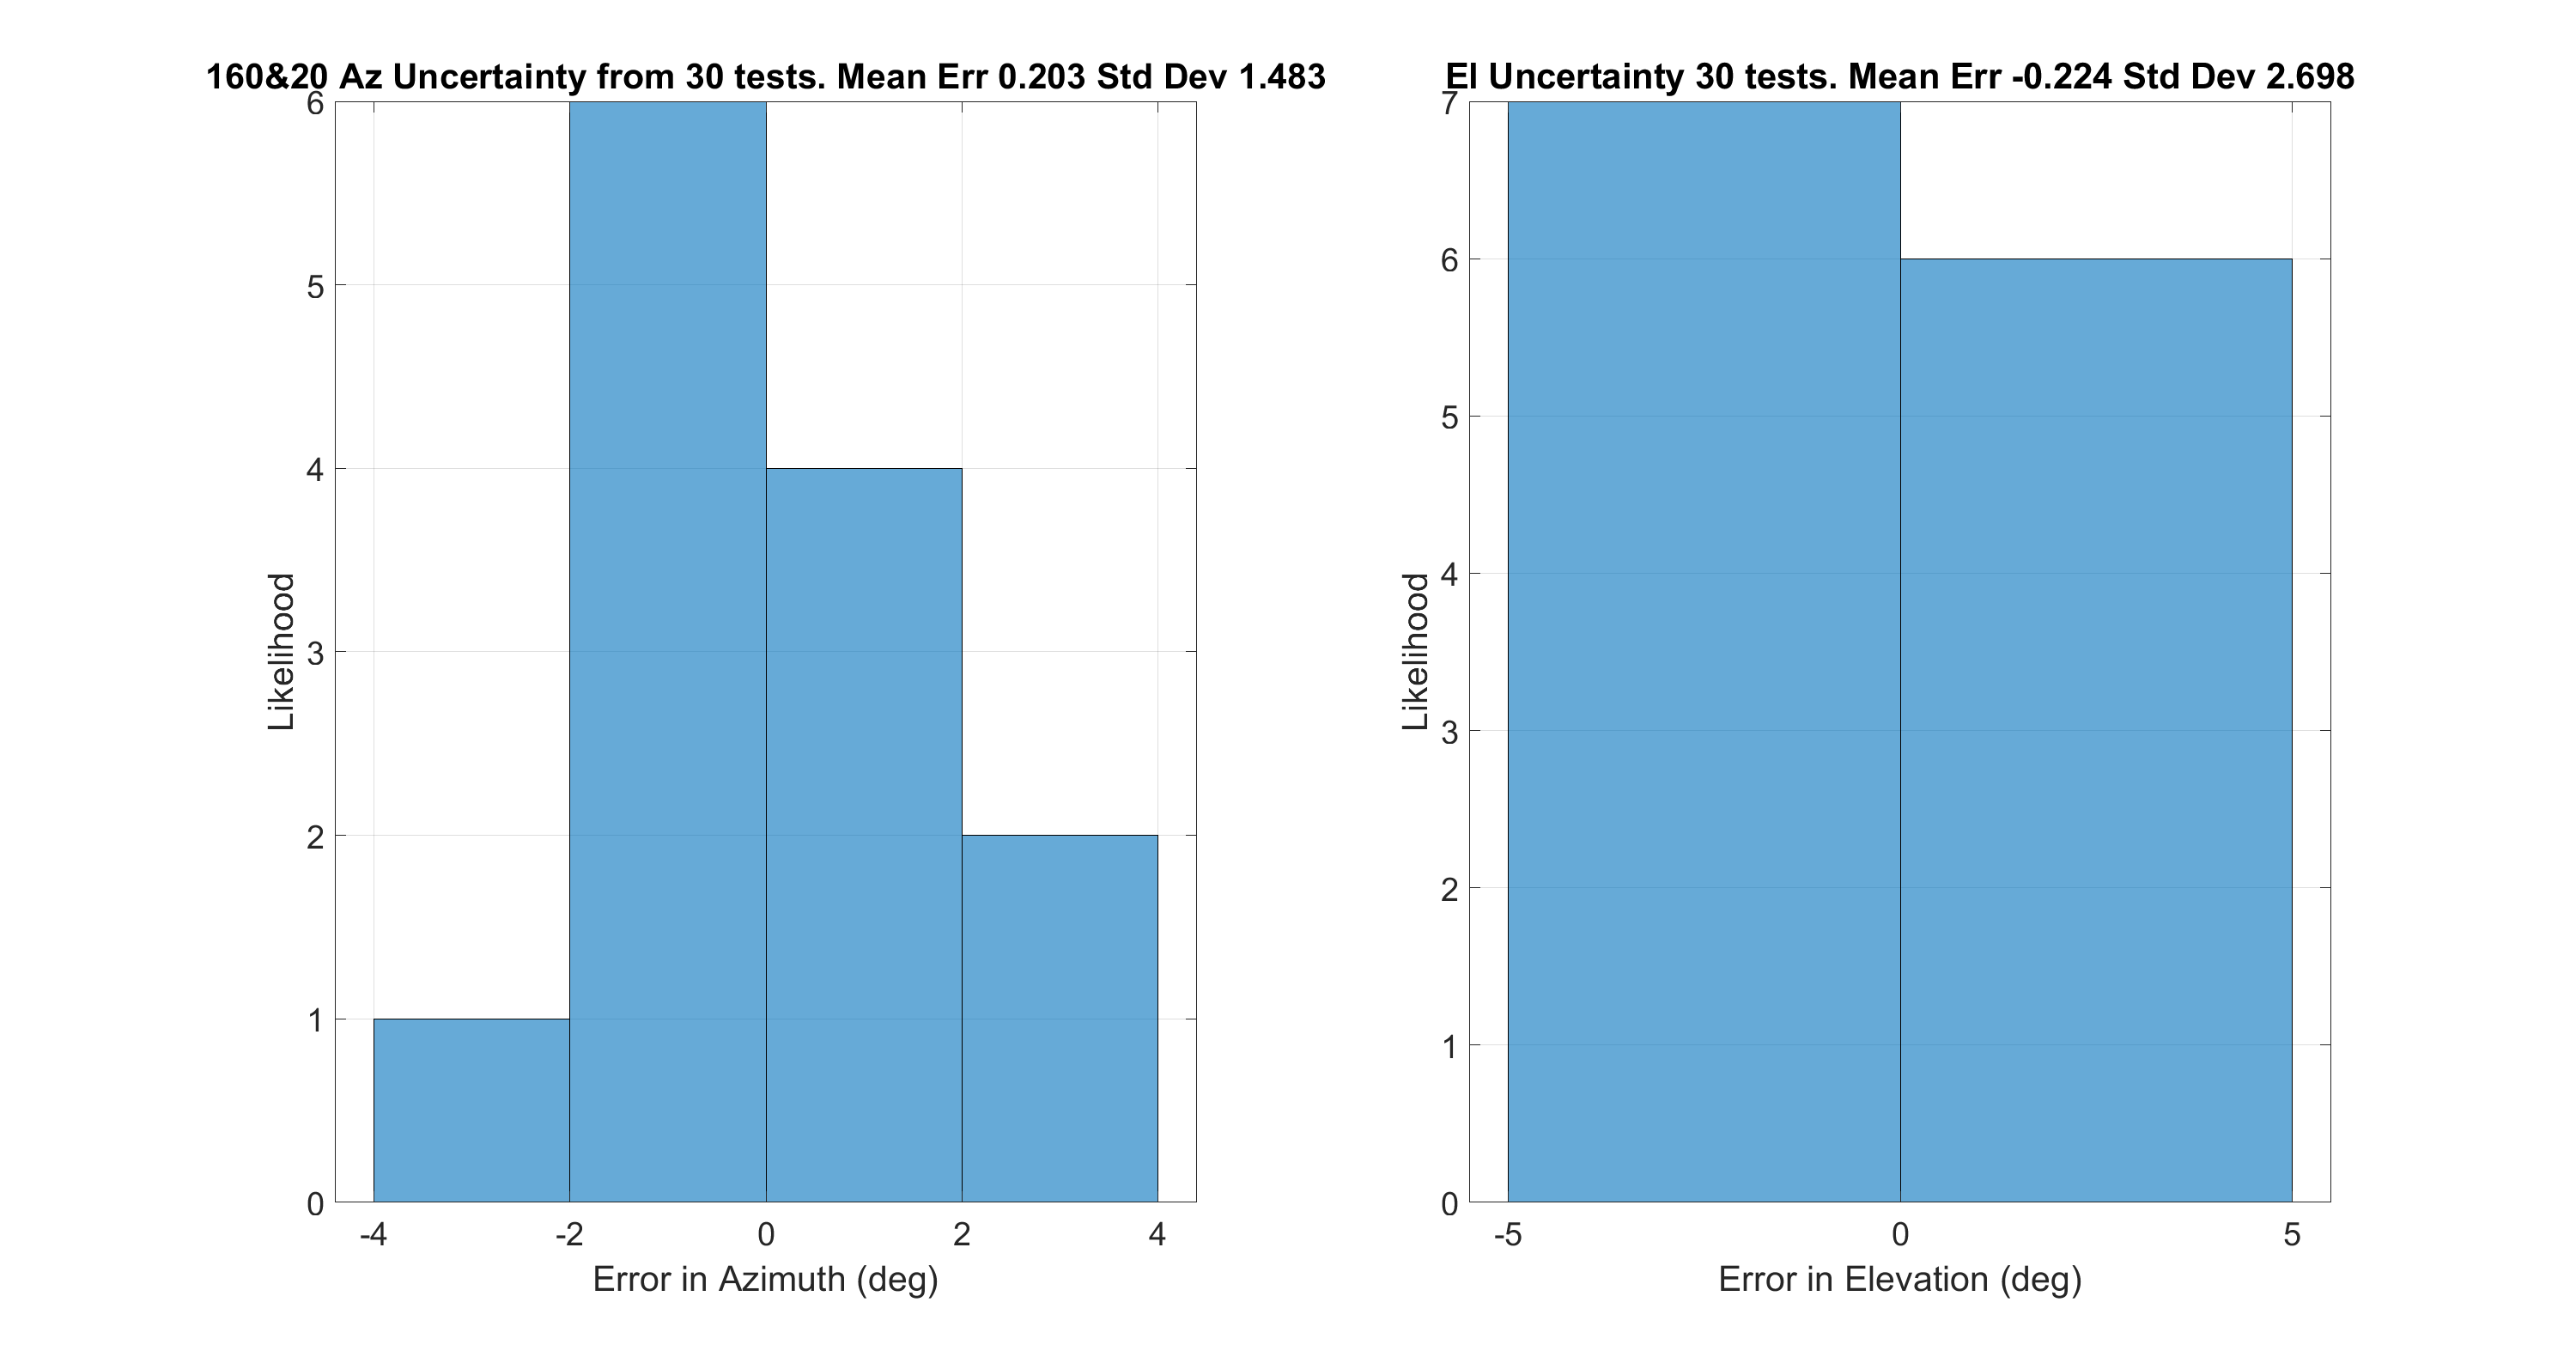 160&20 Az Uncertainty from 30 tests. Mean Err 0.203 Std Dev 1.483
6
5
4
3
2
1
0
Likelihood
-4 -2 0 2 4
Error in Azimuth (deg)
El Uncertainty 30 tests. Mean Err -0.224 Std Dev 2.698
7
6
5
4
3
2
1
0
Likelihood
-5 0 5
Error in Elevation (deg)